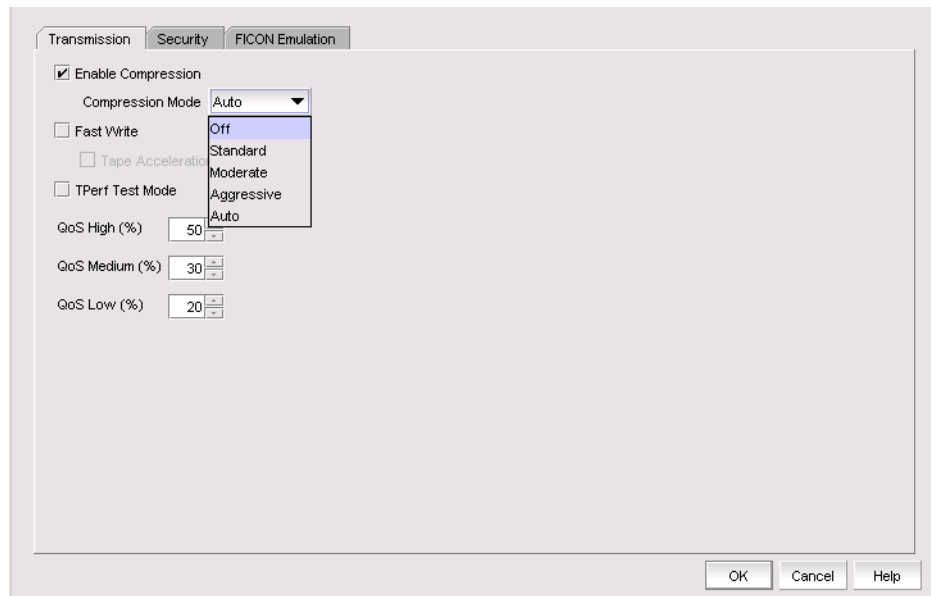 Transmission Security FICON Emulation
Enable Compression
Compression Mode Auto
Off
Fast Write
Standard
Tape Acceleration
Moderate
TPerf Test Mode
Aggressive
Auto
QoS High (%) 50
QoS Medium (%) 30
QoS Low (%) 20
OK Cancel Help